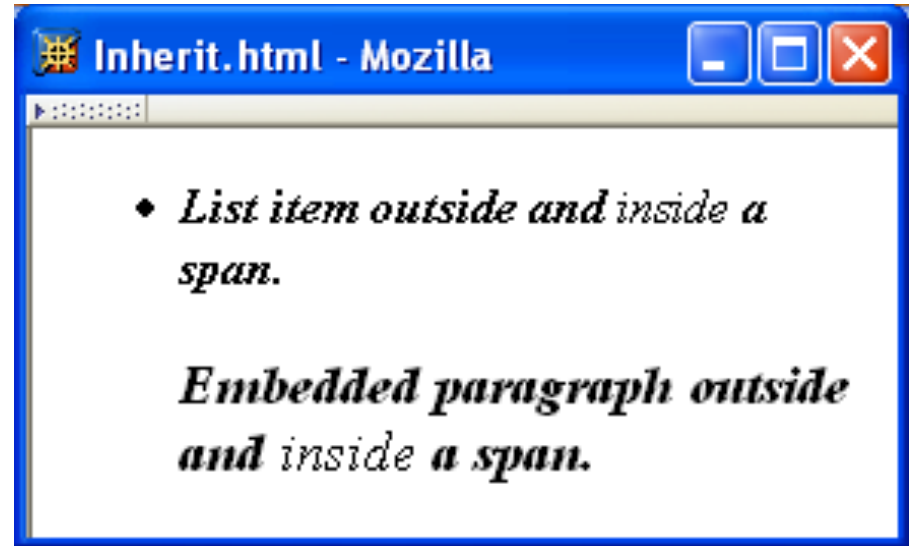 Inherit.html - Mozilla
List item outside and inside a
span.
Embedded paragraph outside
and inside a span.